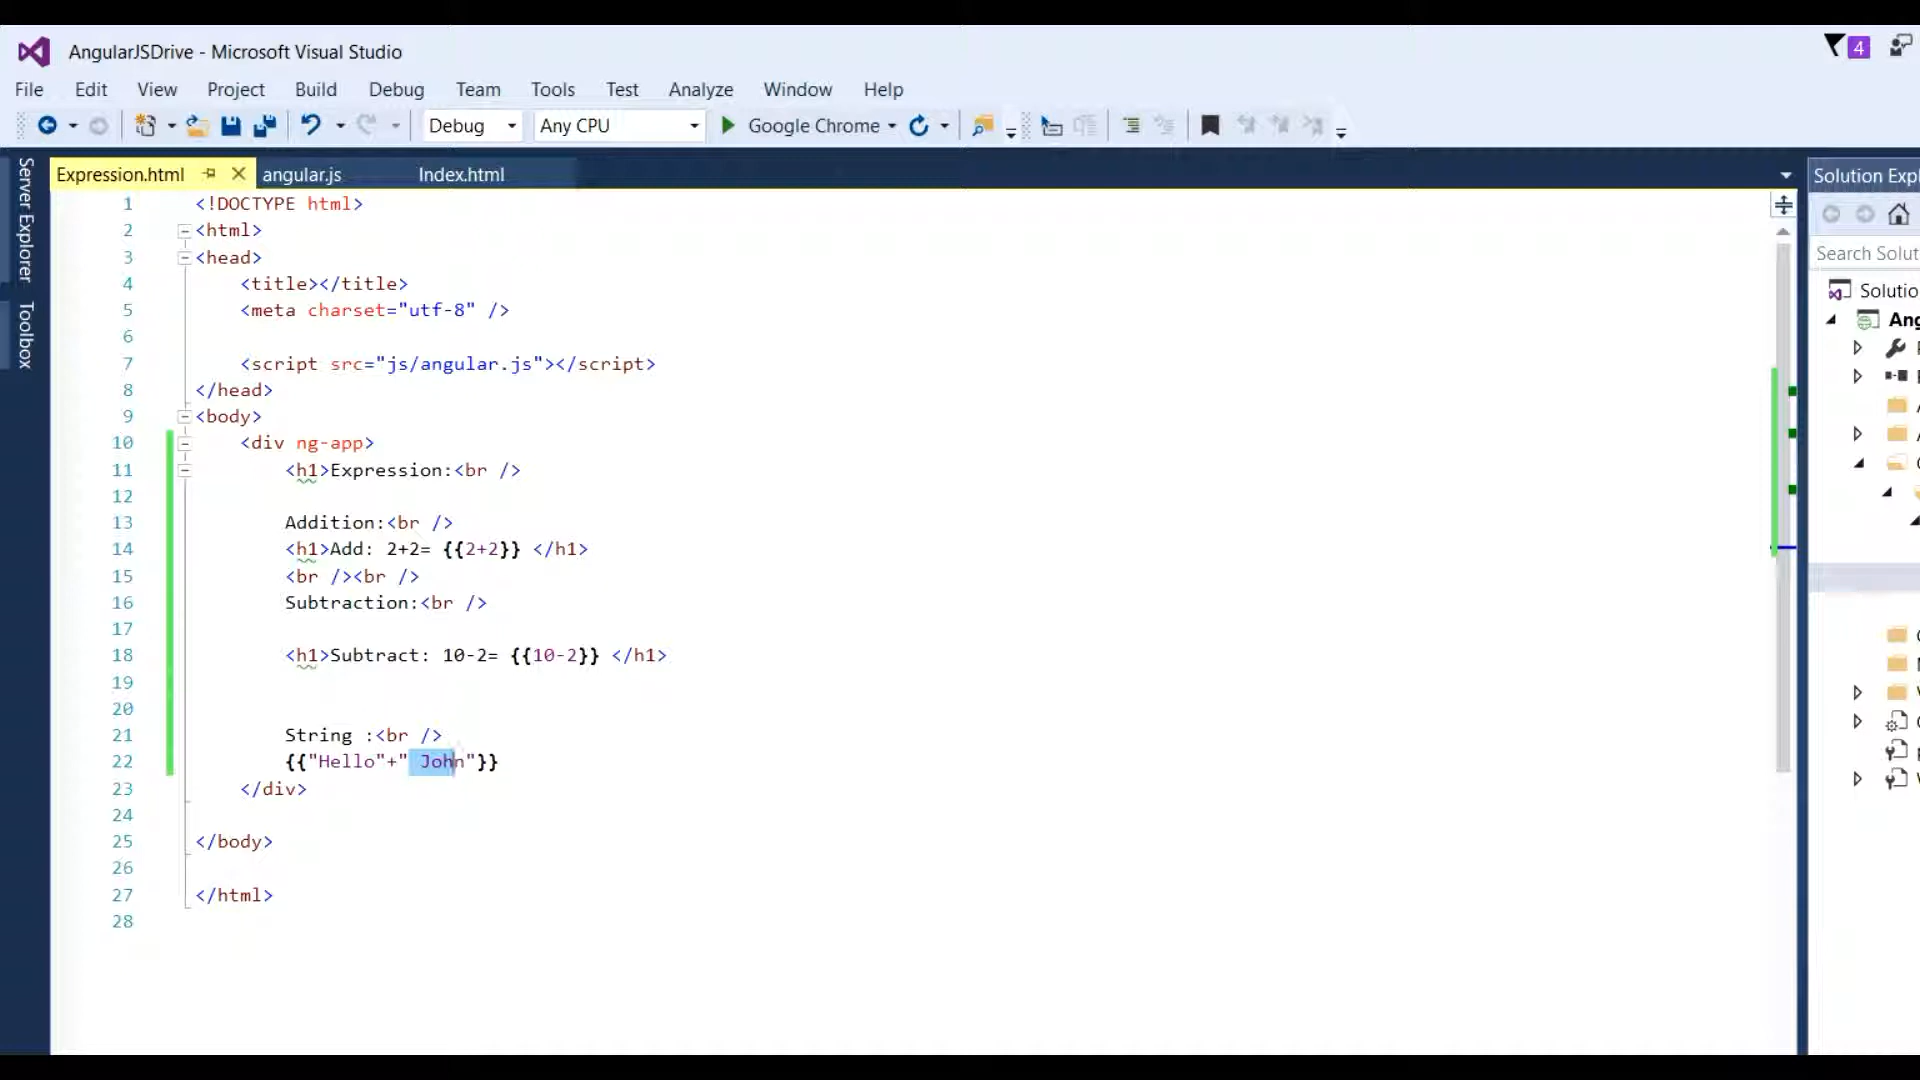 AngularJSDrive - Microsoft Visual Studio
4
File Edit View Project Build Debug Team Tools Test Analyze Window Help
Debug Any CPU Google Chrome
Server Explorer
Toolbox
Expression.html angular.js Index.html
1 <!DOCTYPE html>
2 <html>
3 <head>
4 <title></title>
5 <meta charset="utf-8" />
6
7 <script src="js/angular.js"></script>
8 </head>
9 <body>
10 <div ng-app>
11 <h1>Expression:<br />
12
13 Addition:<br />
14 <h1>Add: 2+2= {{2+2}} </h1>
15 <br /><br />
16 Subtraction:<br />
17
18 <h1>Subtract: 10-2= {{10-2}} </h1>
19
20
21 String :<br />
22 {{"Hello"+" John"}}
23 </div>
24
25 </body>
26
27 </html>
28
Solution Expl
Search Solut
Solutio
Ang